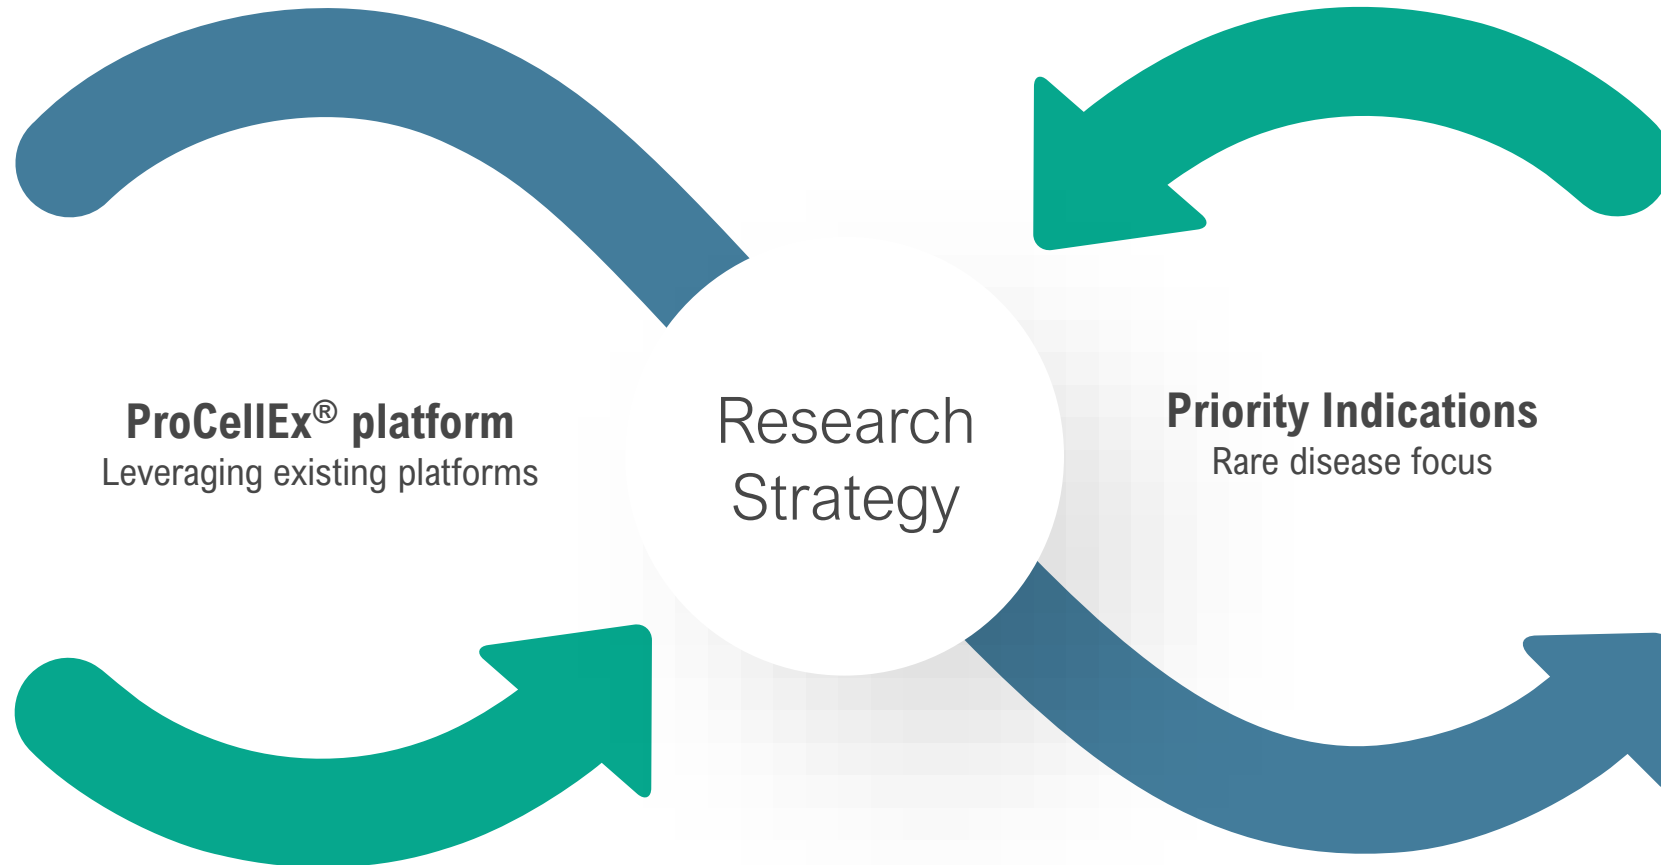 ProCellEx® platform
Leveraging existing platforms
Research
Strategy
Priority Indications
Rare disease focus